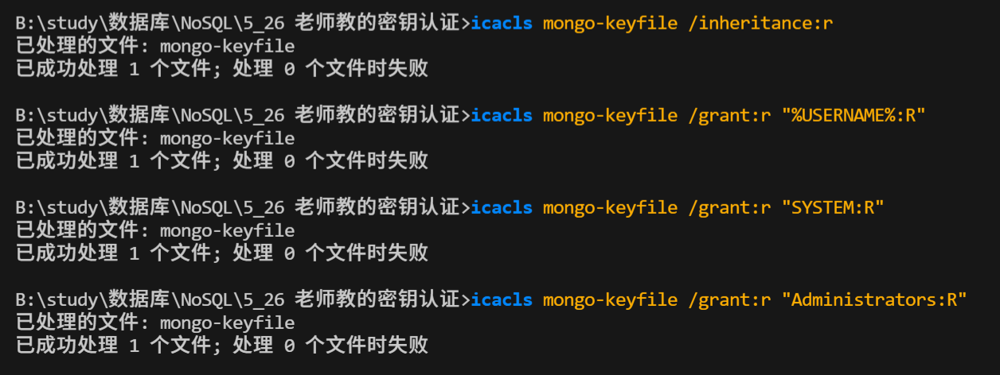 B:\study\数据库\NoSQL\5_26 老师教的密钥认证>icacls mongo-keyfile /inheritance:r
已处理的文件: mongo-keyfile
已成功处理 1 个文件; 处理 0 个文件时失败
B:\study\数据库\NoSQL\5_26 老师教的密钥认证>icacls mongo-keyfile /grant:r "%USERNAME%:R"
已处理的文件: mongo-keyfile
已成功处理 1 个文件; 处理 0 个文件时失败
B:\study\数据库\NoSQL\5_26 老师教的密钥认证>icacls mongo-keyfile /grant:r "SYSTEM:R"
已处理的文件: mongo-keyfile
已成功处理 1 个文件; 处理 0 个文件时失败
B:\study\数据库\NoSQL\5_26 老师教的密钥认证>icacls mongo-keyfile /grant:r "Administrators:R"
已处理的文件: mongo-keyfile
已成功处理 1 个文件; 处理 0 个文件时失败